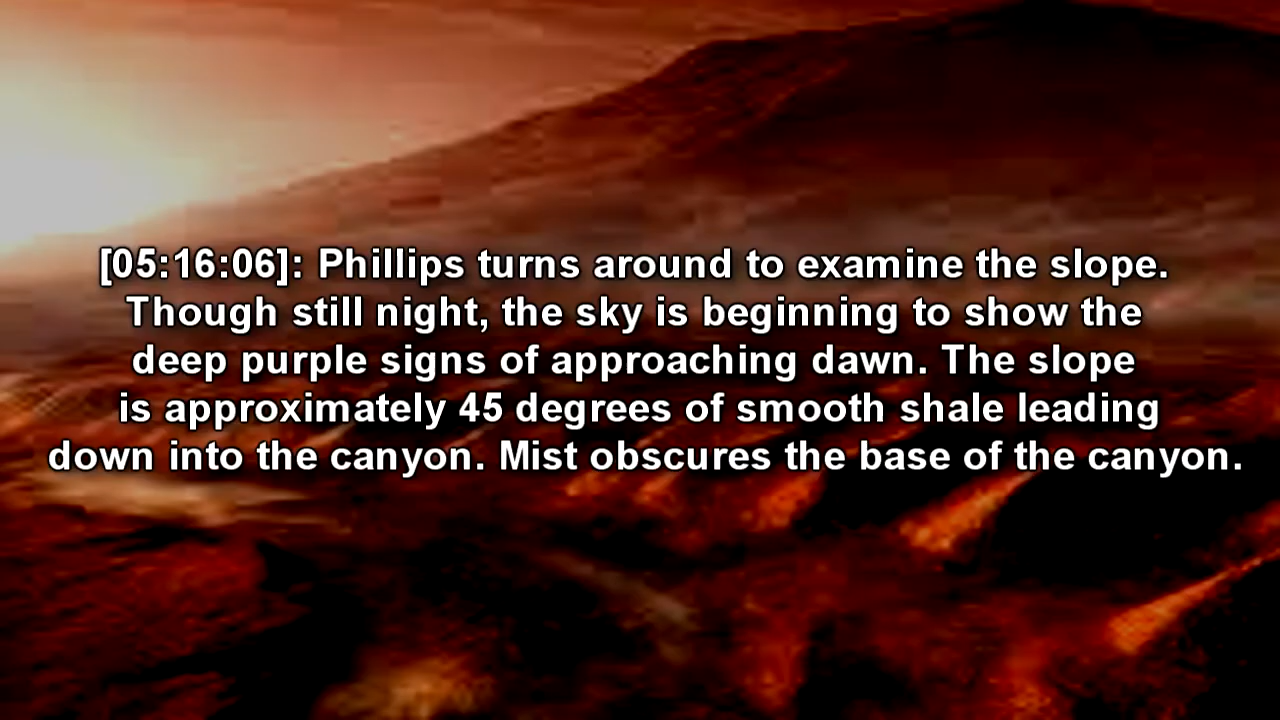 [05:16:06]: Phillips turns around to examine the slope.
Though still night, the sky is beginning to show the
deep purple signs of approaching dawn. The slope
is approximately 45 degrees of smooth shale leading
down into the canyon. Mist obscures the base of the canyon.